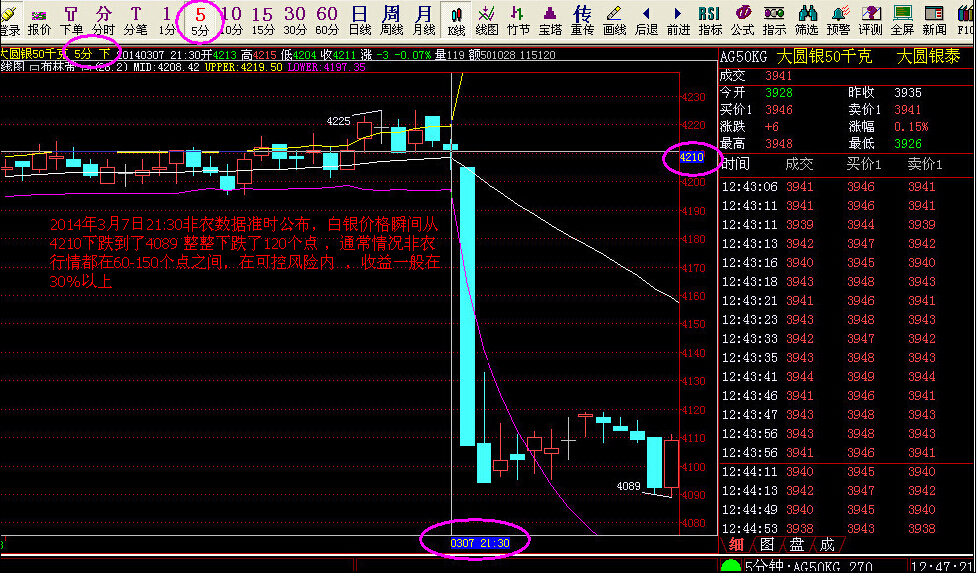 登录 报价 下单 分时 分笔 1分 5分 10分 15分 30分 60分 日线 周线 月线 K线 美线 竹节 宝塔 重传 画线 后退 前进 指标 公式 指示 筛选 预警 评测 全屏 新闻 F10
大圆银50千克 5分 下 20140307 21:30开4213 高4215 低4204 收4211 涨 -3 -0.07% 量119 额501028 115120
线图 布林带 (26.2) MID:4208.42 UPPER:4219.50 LOWER:4197.35
4230
4225
4220
4210
4200
4190
4180
4170
4160
4150
4140
4130
4120
4110
4100
4090
4080
4089
0307 21:30
2014年3月7日21:30非农数据准时公布，白银价格瞬间从
4210下跌到了4089 整整下跌了120个点 ，通常情况非农
行情都在60-150个点之间，在可控风险内 ，收益一般在
30%以上
AG50KG 大圆银50千克 大圆银泰
成交 3941
今开 3928 昨收 3935
买价1 3946 卖价1 3941
涨跌 +6 涨幅 0.15%
最高 3948 最低 3926
时间 成交 买价1 卖价1
12:43:06 3941 3946 3941
12:43:11 3941 3946 3941
12:43:11 3939 3944 3939
12:43:13 3942 3947 3942
12:43:16 3940 3945 3940
12:43:18 3943 3948 3943
12:43:21 3941 3946 3941
12:43:23 3943 3948 3943
12:43:33 3942 3947 3942
12:43:35 3943 3948 3943
12:43:41 3944 3949 3944
12:43:46 3941 3946 3941
12:43:47 3943 3948 3943
12:43:56 3943 3948 3943
12:43:56 3941 3946 3941
12:44:11 3940 3945 3940
12:44:13 3942 3947 3942
12:44:49 3940 3945 3940
12:44:53 3938 3943 3938
细 图 盘 成
5分钟:AG50KG 270 12:47:21